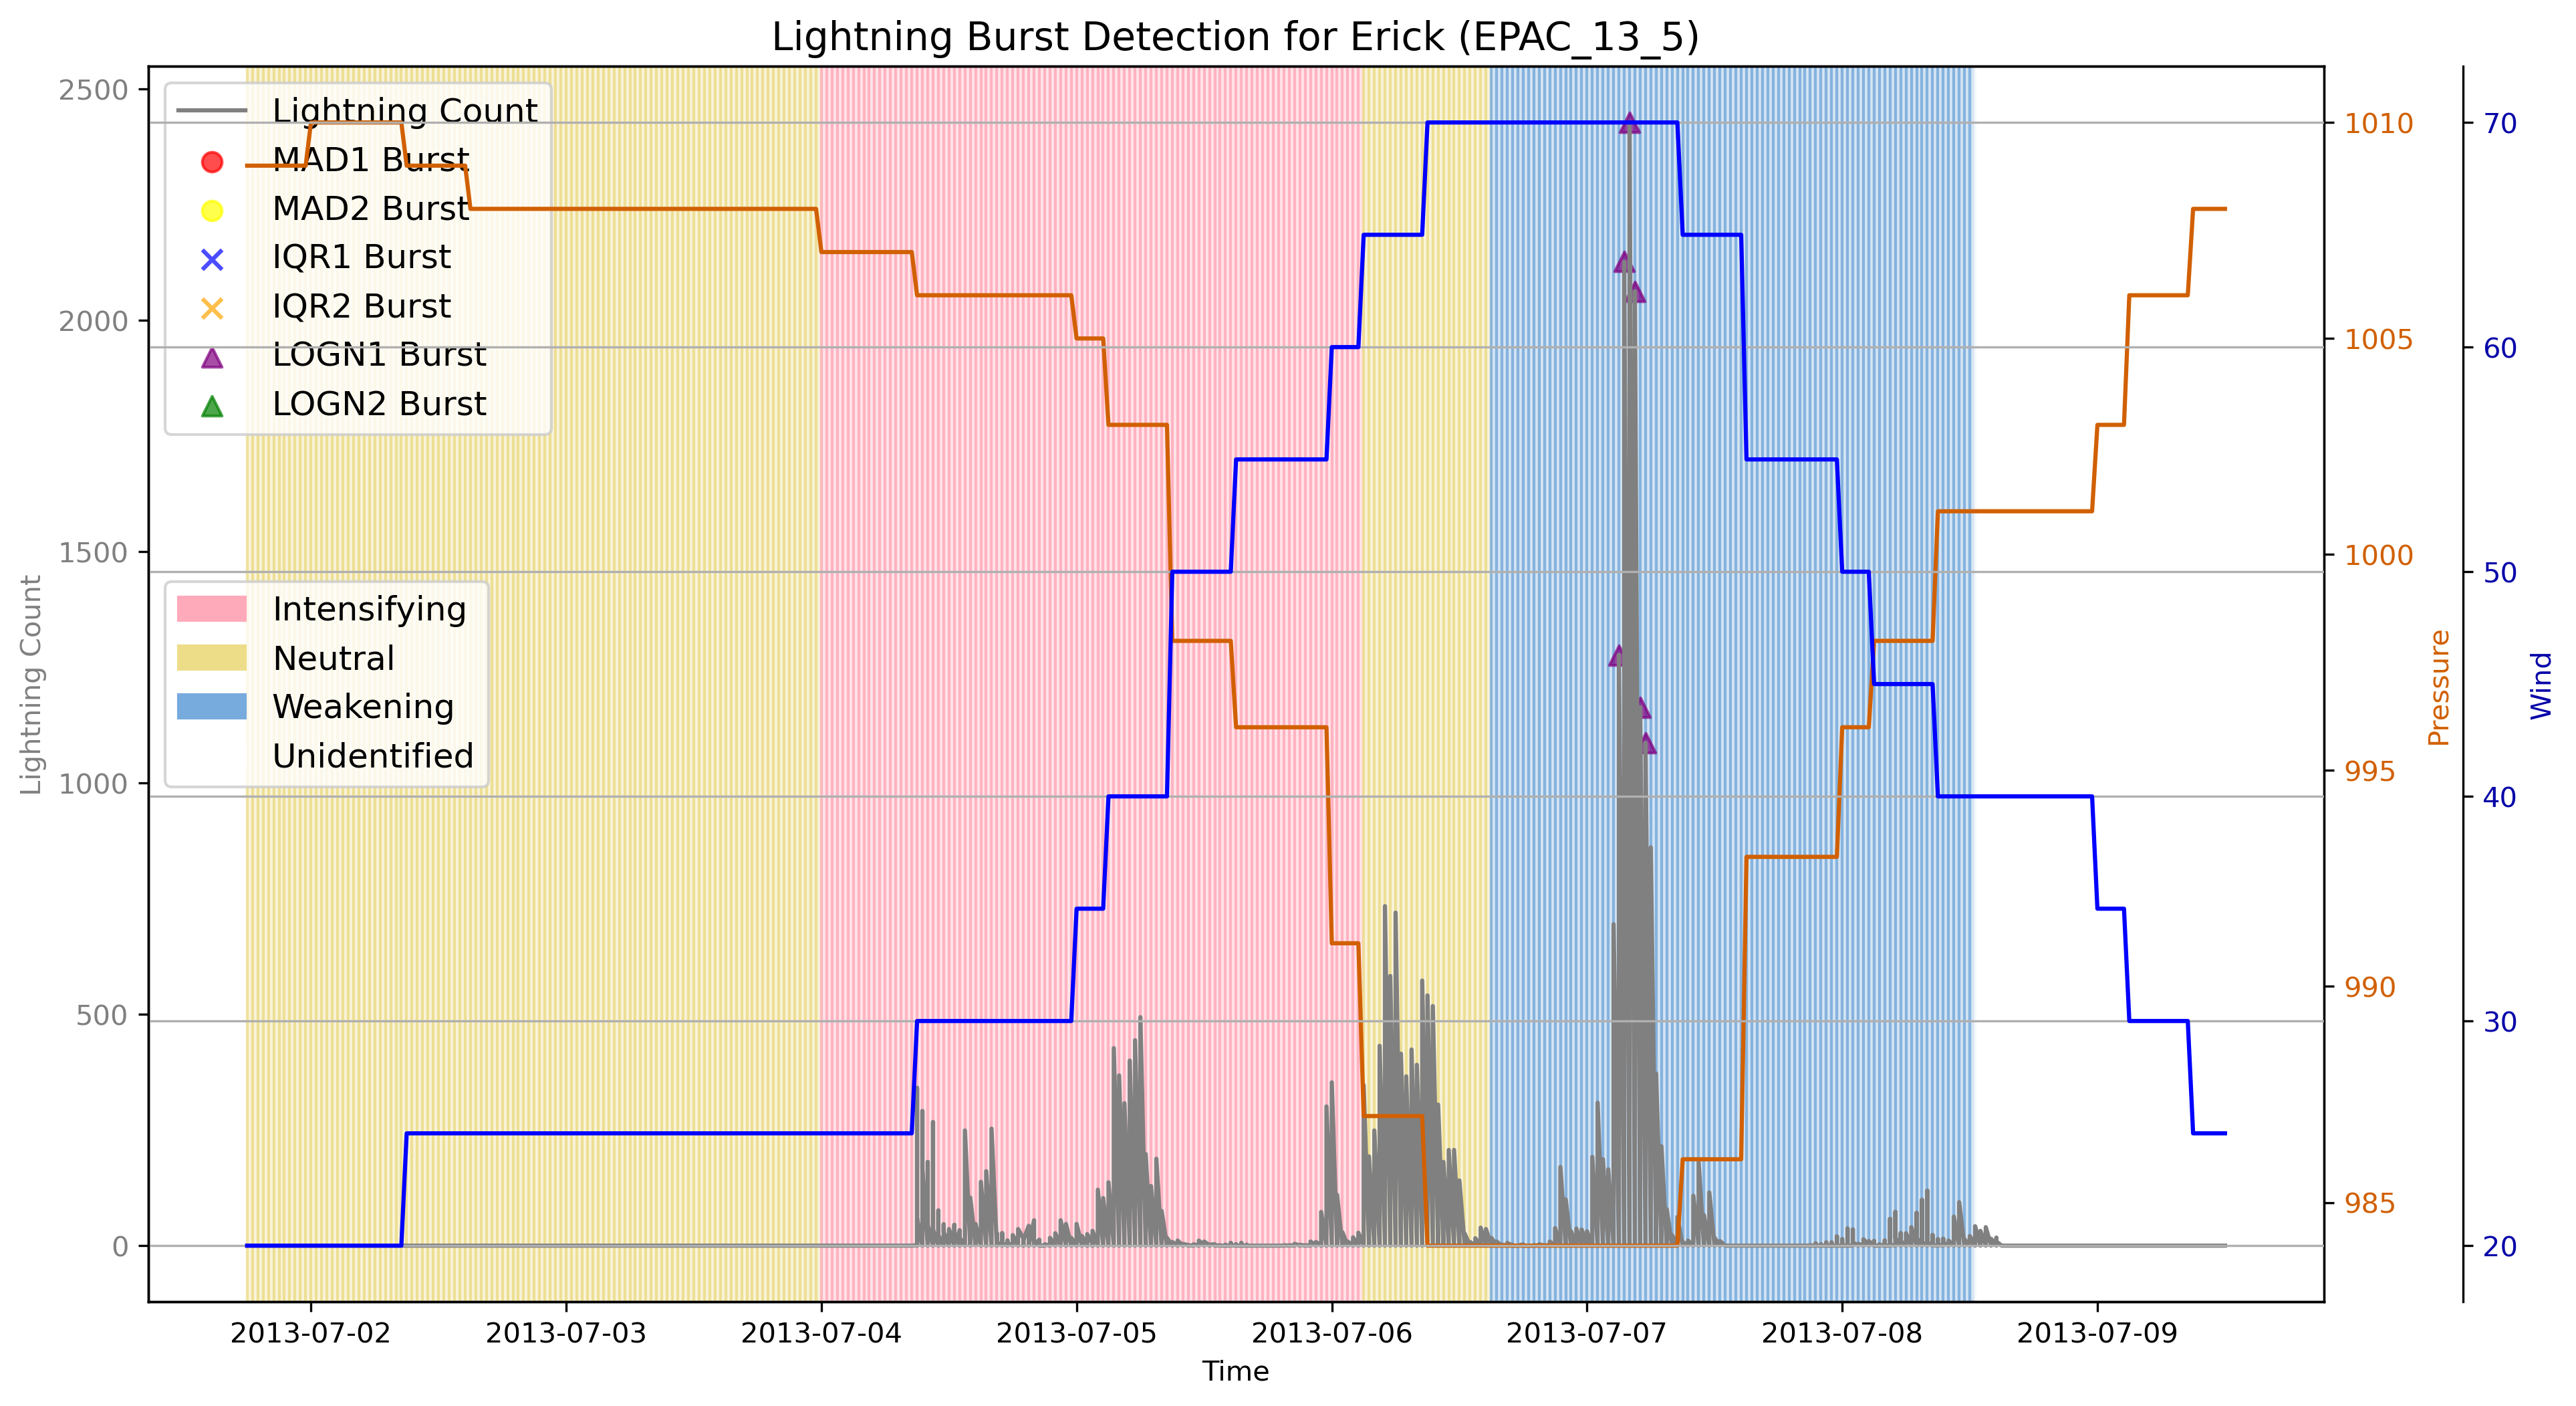 Lightning Burst Detection for Erick (EPAC_13_5)
Lightning Count
MAD1 Burst
MAD2 Burst
IQR1 Burst
IQR2 Burst
LOGN1 Burst
LOGN2 Burst
Intensifying
Neutral
Weakening
Unidentified
2500
2000
1500
1000
500
0
Lightning Count
1010
1005
1000
995
990
985
Pressure
70
60
50
40
30
20
Wind
2013-07-02 2013-07-03 2013-07-04 2013-07-05 2013-07-06 2013-07-07 2013-07-08 2013-07-09
Time